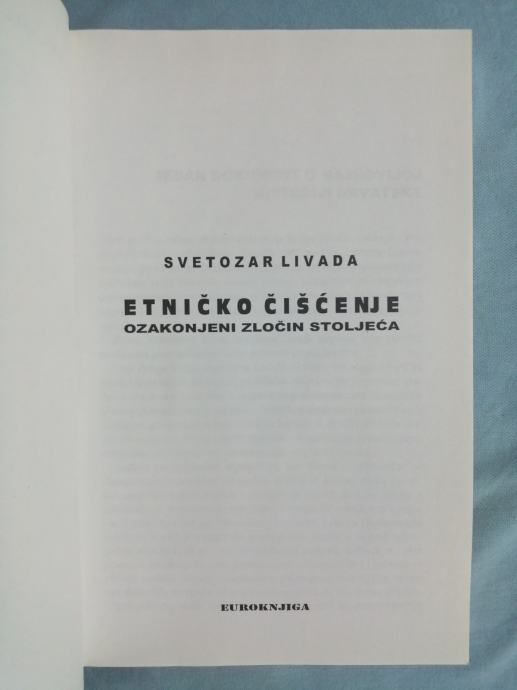 SVETOZAR LIVADA
ETNIČKO ČIŠĆENJE
OZAKONJENI ZLOČIN STOLJEĆA
EUROKNJIGA